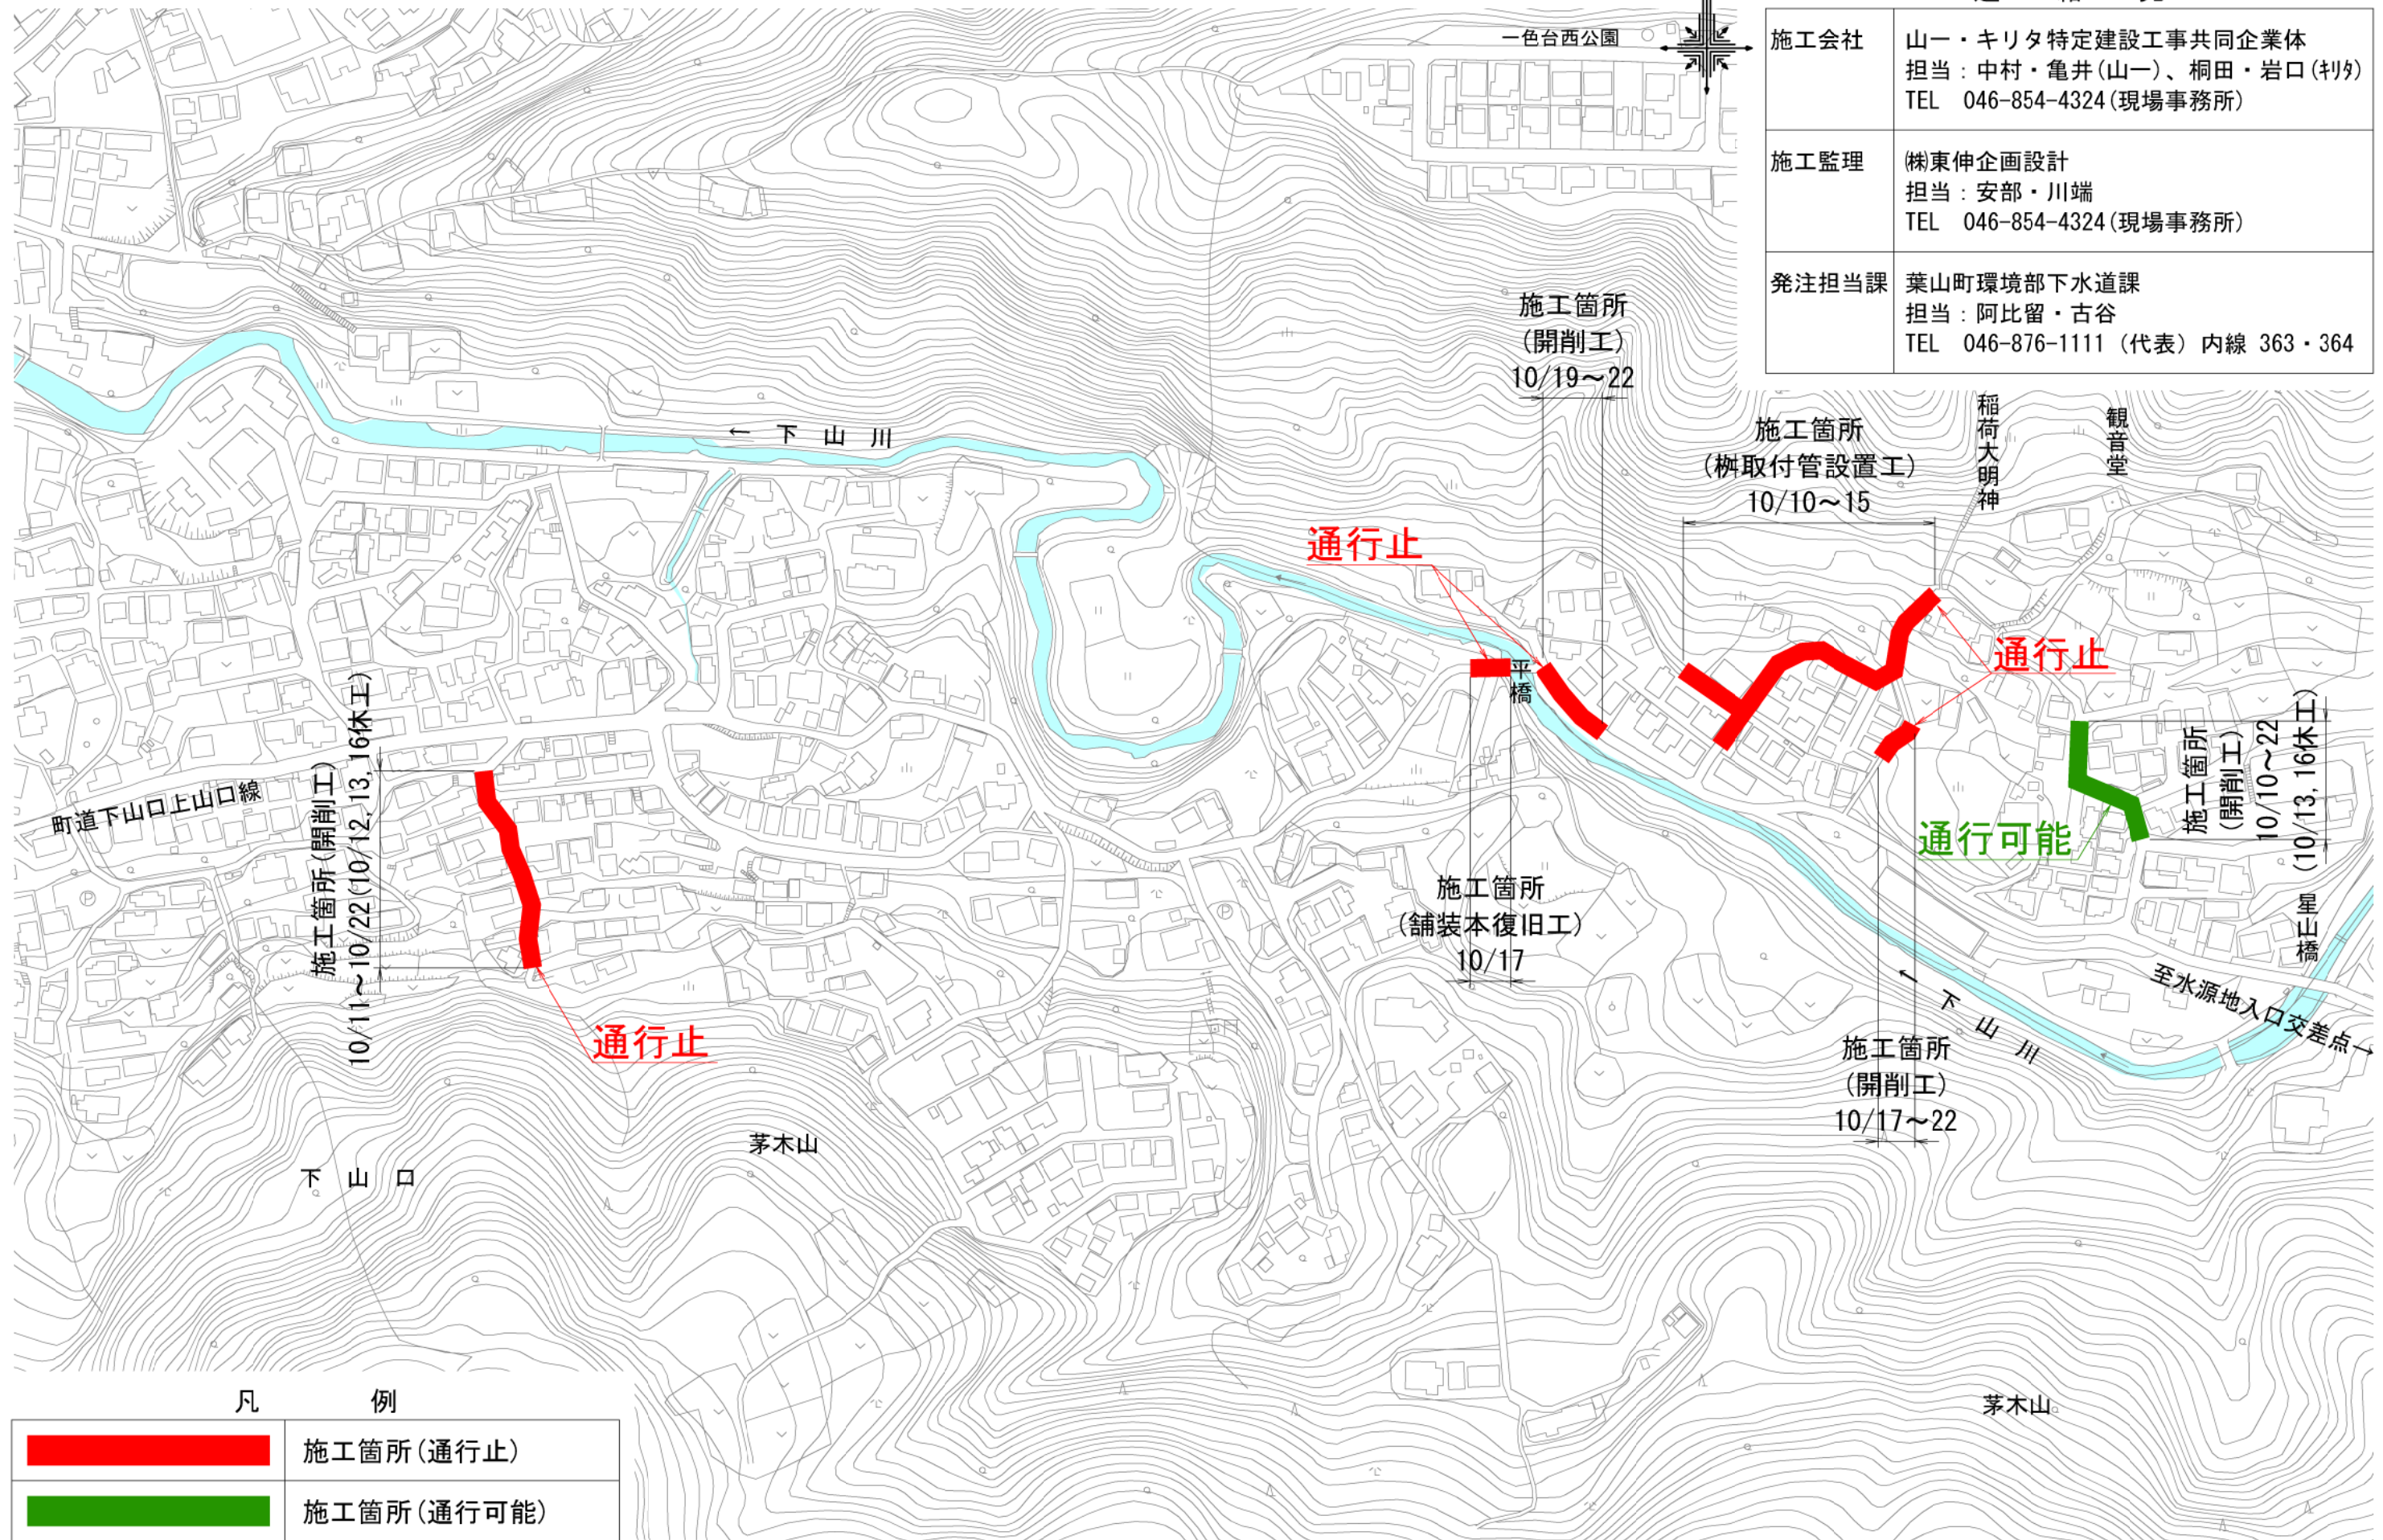 一色台西公園
施工会社
山一・キリタ特定建設工事共同企業体
担当：中村・亀井(山一)、桐田・岩口(ｷﾘﾀ)
TEL 046-854-4324(現場事務所)
施工監理
㈱東伸企画設計
担当：安部・川端
TEL 046-854-4324(現場事務所)
発注担当課
葉山町環境部下水道課
担当：阿比留・古谷
TEL 046-876-1111（代表）内線 363・364
施工箇所
(開削工)
10/19～22
施工箇所
(桝取付管設置工)
10/10～15
稲荷大明神
観音堂
← 下 山 川
通行止
平橋
通行止
施工箇所
(開削工)
10/10～22
(10/13,16休工)
通行可能
町道下山口上山口線
施工箇所(開削工)
10/11～10/22(10/12,13,16休工)
施工箇所
(舗装本復旧工)
10/17
星山橋
至水源地入口交差点→
← 下 山 川
通行止
施工箇所
(開削工)
10/17～22
茅木山
下 山 口
茅木山
凡 例
施工箇所(通行止)
施工箇所(通行可能)